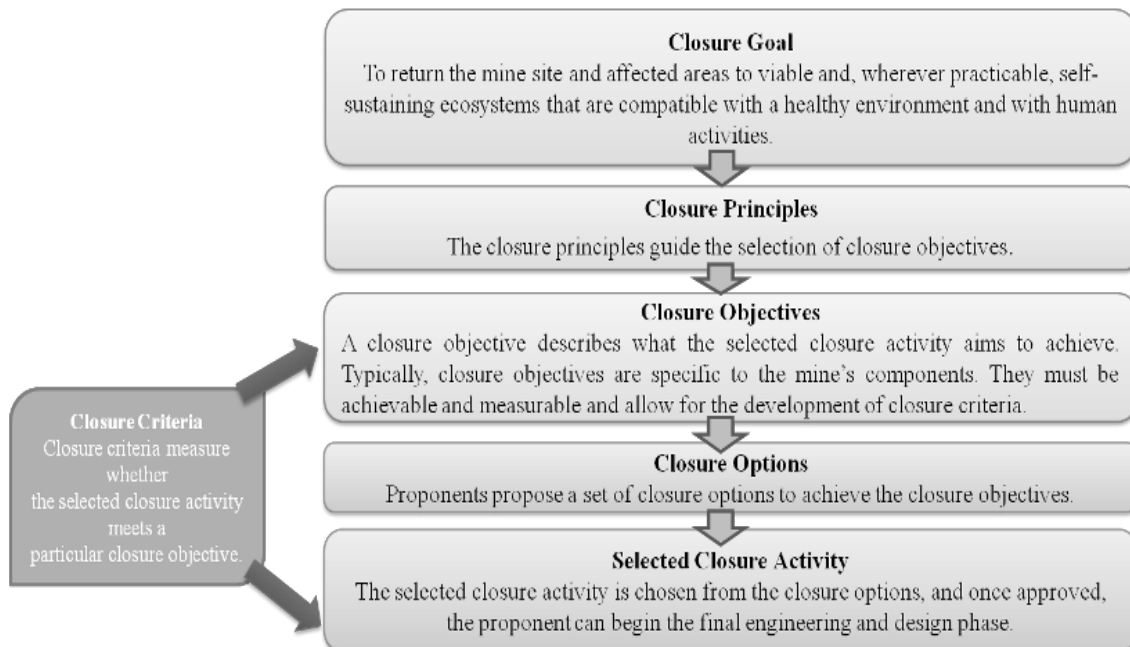 Closure Goal
To return the mine site and affected areas to viable and, wherever practicable, self-
sustaining ecosystems that are compatible with a healthy environment and with human
activities.
Closure Principles
The closure principles guide the selection of closure objectives.
Closure Objectives
A closure objective describes what the selected closure activity aims to achieve.
Typically, closure objectives are specific to the mine's components. They must be
achievable and measurable and allow for the development of closure criteria.
Closure Criteria
Closure criteria measure
whether
the selected closure activity
meets a
particular closure objective.
Closure Options
Proponents propose a set of closure options to achieve the closure objectives.
Selected Closure Activity
The selected closure activity is chosen from the closure options, and once approved,
the proponent can begin the final engineering and design phase.